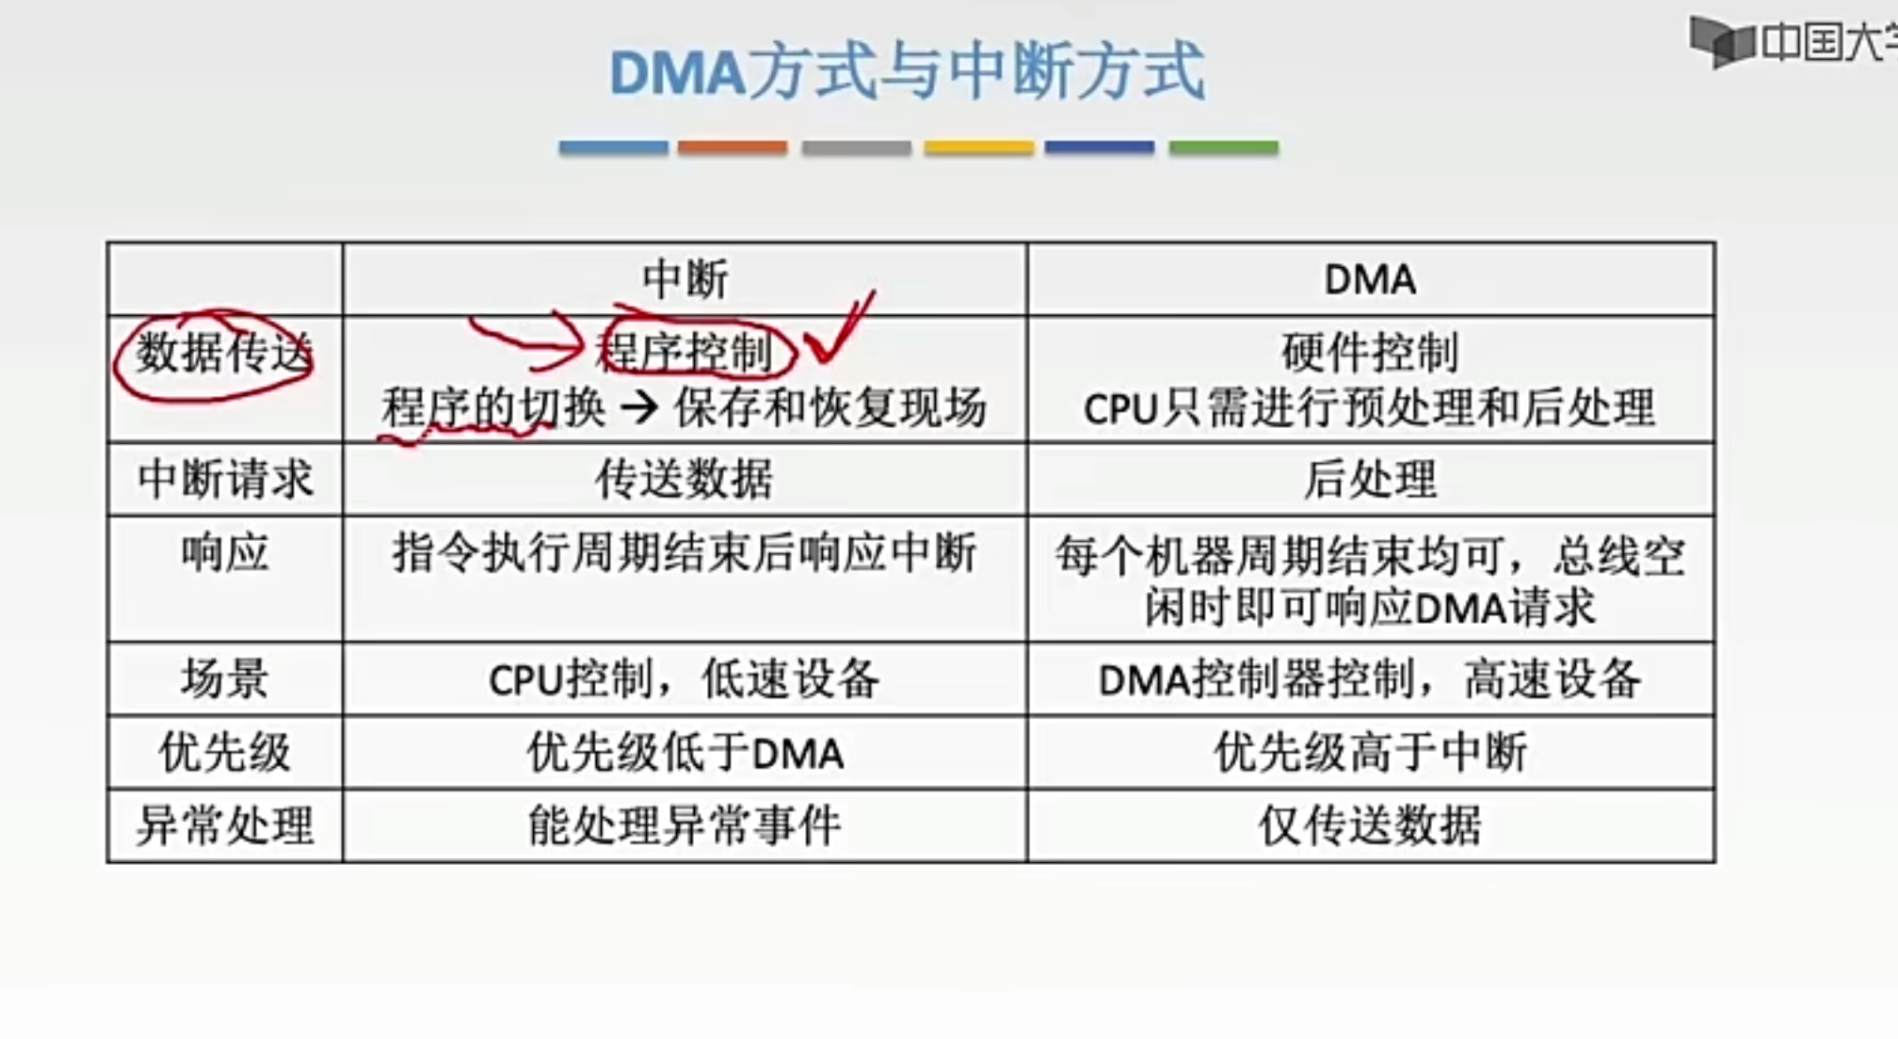 DMA方式与中断方式
中国大学
中断
DMA
数据传送
程序控制
程序的切换 → 保存和恢复现场
硬件控制
CPU只需进行预处理和后处理
中断请求
传送数据
后处理
响应
指令执行周期结束后响应中断
每个机器周期结束均可，总线空
闲时即可响应DMA请求
场景
CPU控制，低速设备
DMA控制器控制，高速设备
优先级
优先级低于DMA
优先级高于中断
异常处理
能处理异常事件
仅传送数据